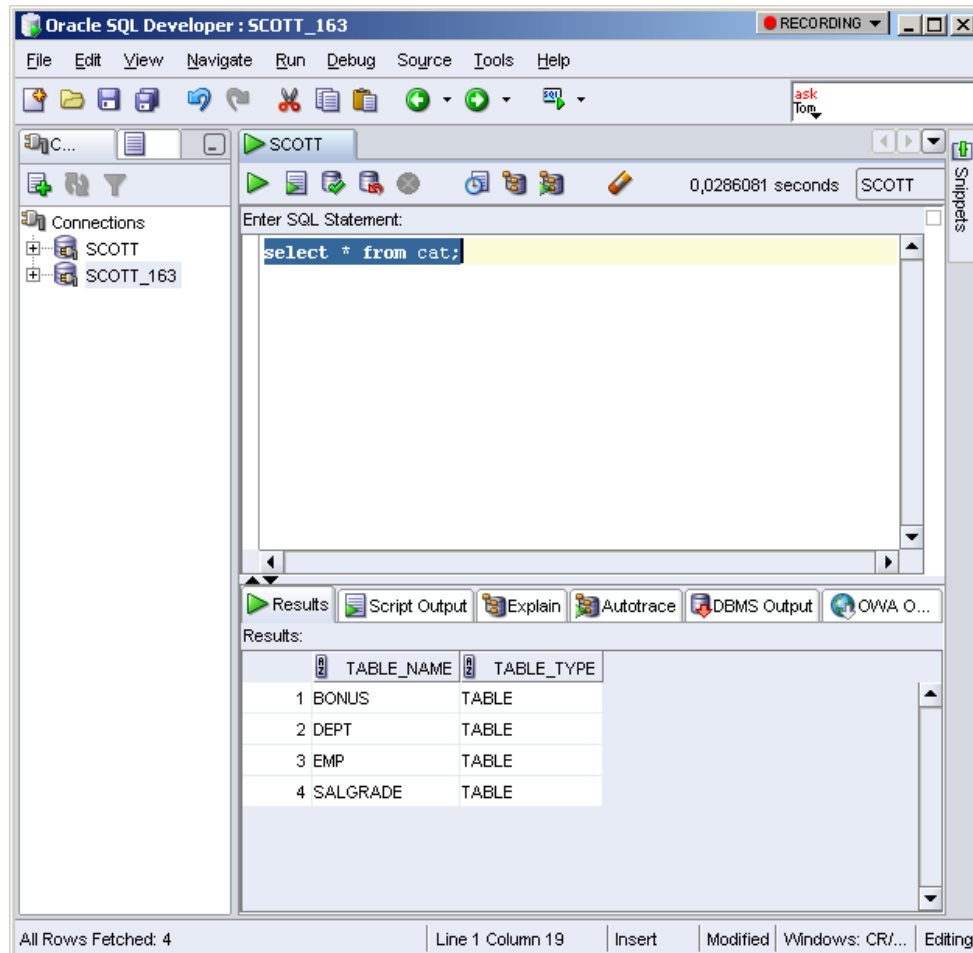 Oracle SQL Developer : SCOTT_163
RECORDING
File Edit View Navigate Run Debug Source Tools Help
ask
Tom
C...
SCOTT
0,0286081 seconds SCOTT
Snippets
Connections
SCOTT
SCOTT_163
Enter SQL Statement:
select * from cat;
Results Script Output Explain Autotrace DBMS Output OWA O...
Results:
TABLE_NAME TABLE_TYPE
1 BONUS TABLE
2 DEPT TABLE
3 EMP TABLE
4 SALGRADE TABLE
All Rows Fetched: 4 Line 1 Column 19 Insert Modified Windows: CR/... Editing